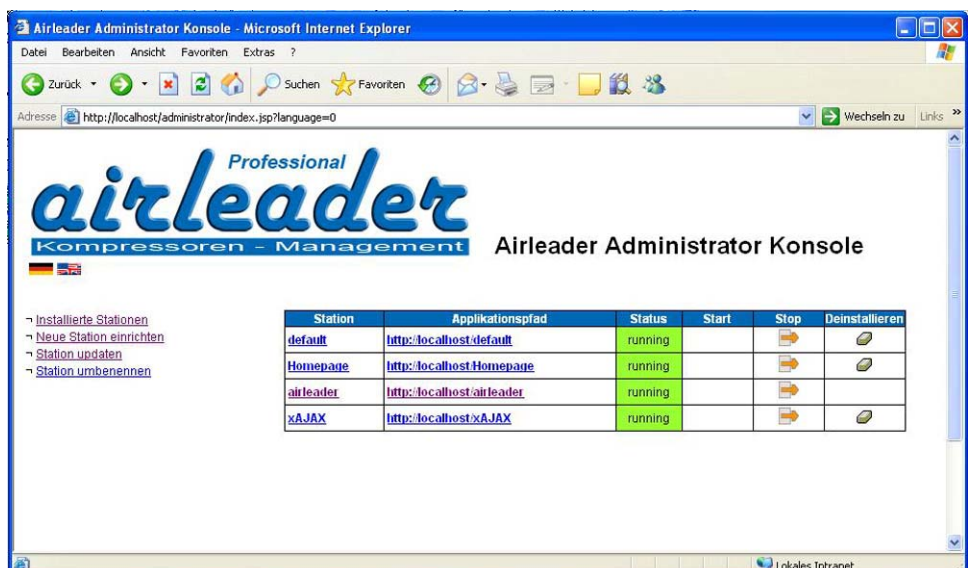 Airleader Administrator Konsole - Microsoft Internet Explorer
Datei Bearbeiten Ansicht Favoriten Extras ?
Zurück Suchen Favoriten
Adresse http://localhost/administrator/index.jsp?language=0 Wechseln zu Links »
Professional
airleader
Kompressoren - Management
Airleader Administrator Konsole
¬ Installierte Stationen
¬ Neue Station einrichten
¬ Station updaten
¬ Station umbenennen
Station Applikationspfad Status Start Stop Deinstallieren
default http://localhost/default running
Homepage http://localhost/Homepage running
airleader http://localhost/airleader running
xAJAX http://localhost/xAJAX running
Lokales Intranet